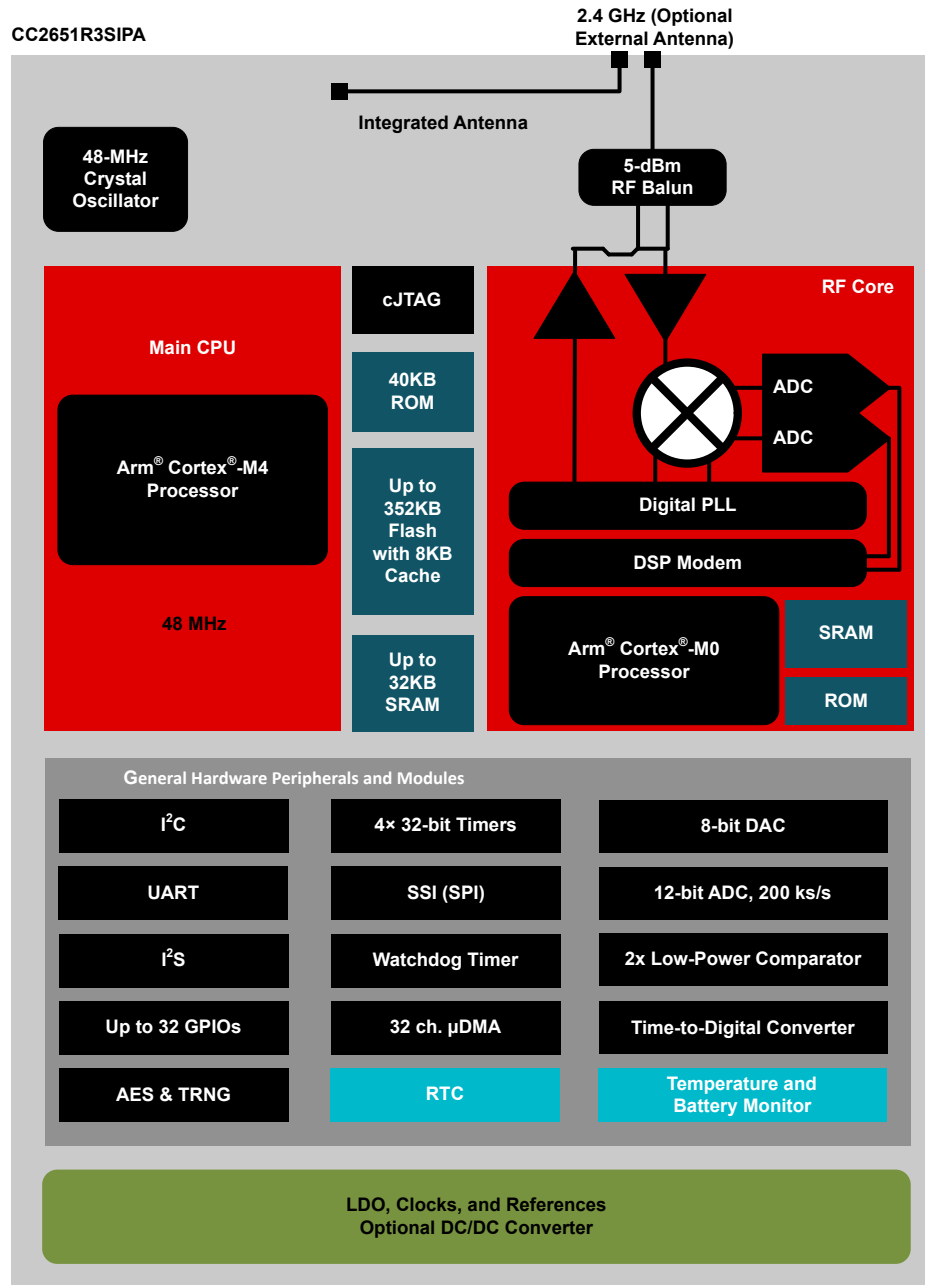 CC2651R3SIPA
2.4 GHz (Optional
External Antenna)
Integrated Antenna
48-MHz
Crystal
Oscillator
5-dBm
RF Balun
Main CPU
Arm® Cortex®-M4
Processor
48 MHz
cJTAG
40KB
ROM
Up to
352KB
Flash
with 8KB
Cache
Up to
32KB
SRAM
RF Core
ADC
ADC
Digital PLL
DSP Modem
Arm® Cortex®-M0
Processor
SRAM
ROM
General Hardware Peripherals and Modules
I²C
4× 32-bit Timers
8-bit DAC
UART
SSI (SPI)
12-bit ADC, 200 ks/s
I²S
Watchdog Timer
2x Low-Power Comparator
Up to 32 GPIOs
32 ch. µDMA
Time-to-Digital Converter
AES & TRNG
RTC
Temperature and
Battery Monitor
LDO, Clocks, and References
Optional DC/DC Converter